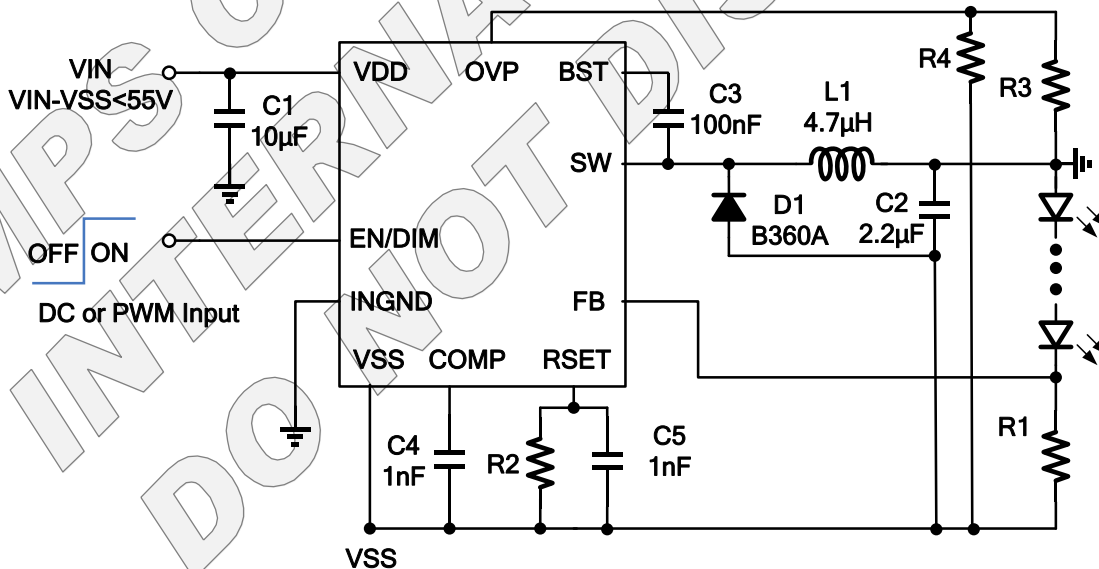 MPS
INTERNAL
DO NOT DIS
VIN
VIN-VSS<55V
C1
10µF
OFF ON
DC or PWM Input
VDD
OVP
BST
SW
EN/DIM
INGND
FB
VSS
COMP
RSET
C3
100nF
L1
4.7µH
R4
R3
D1
B360A
C2
2.2µF
R1
C4
1nF
R2
C5
1nF
VSS